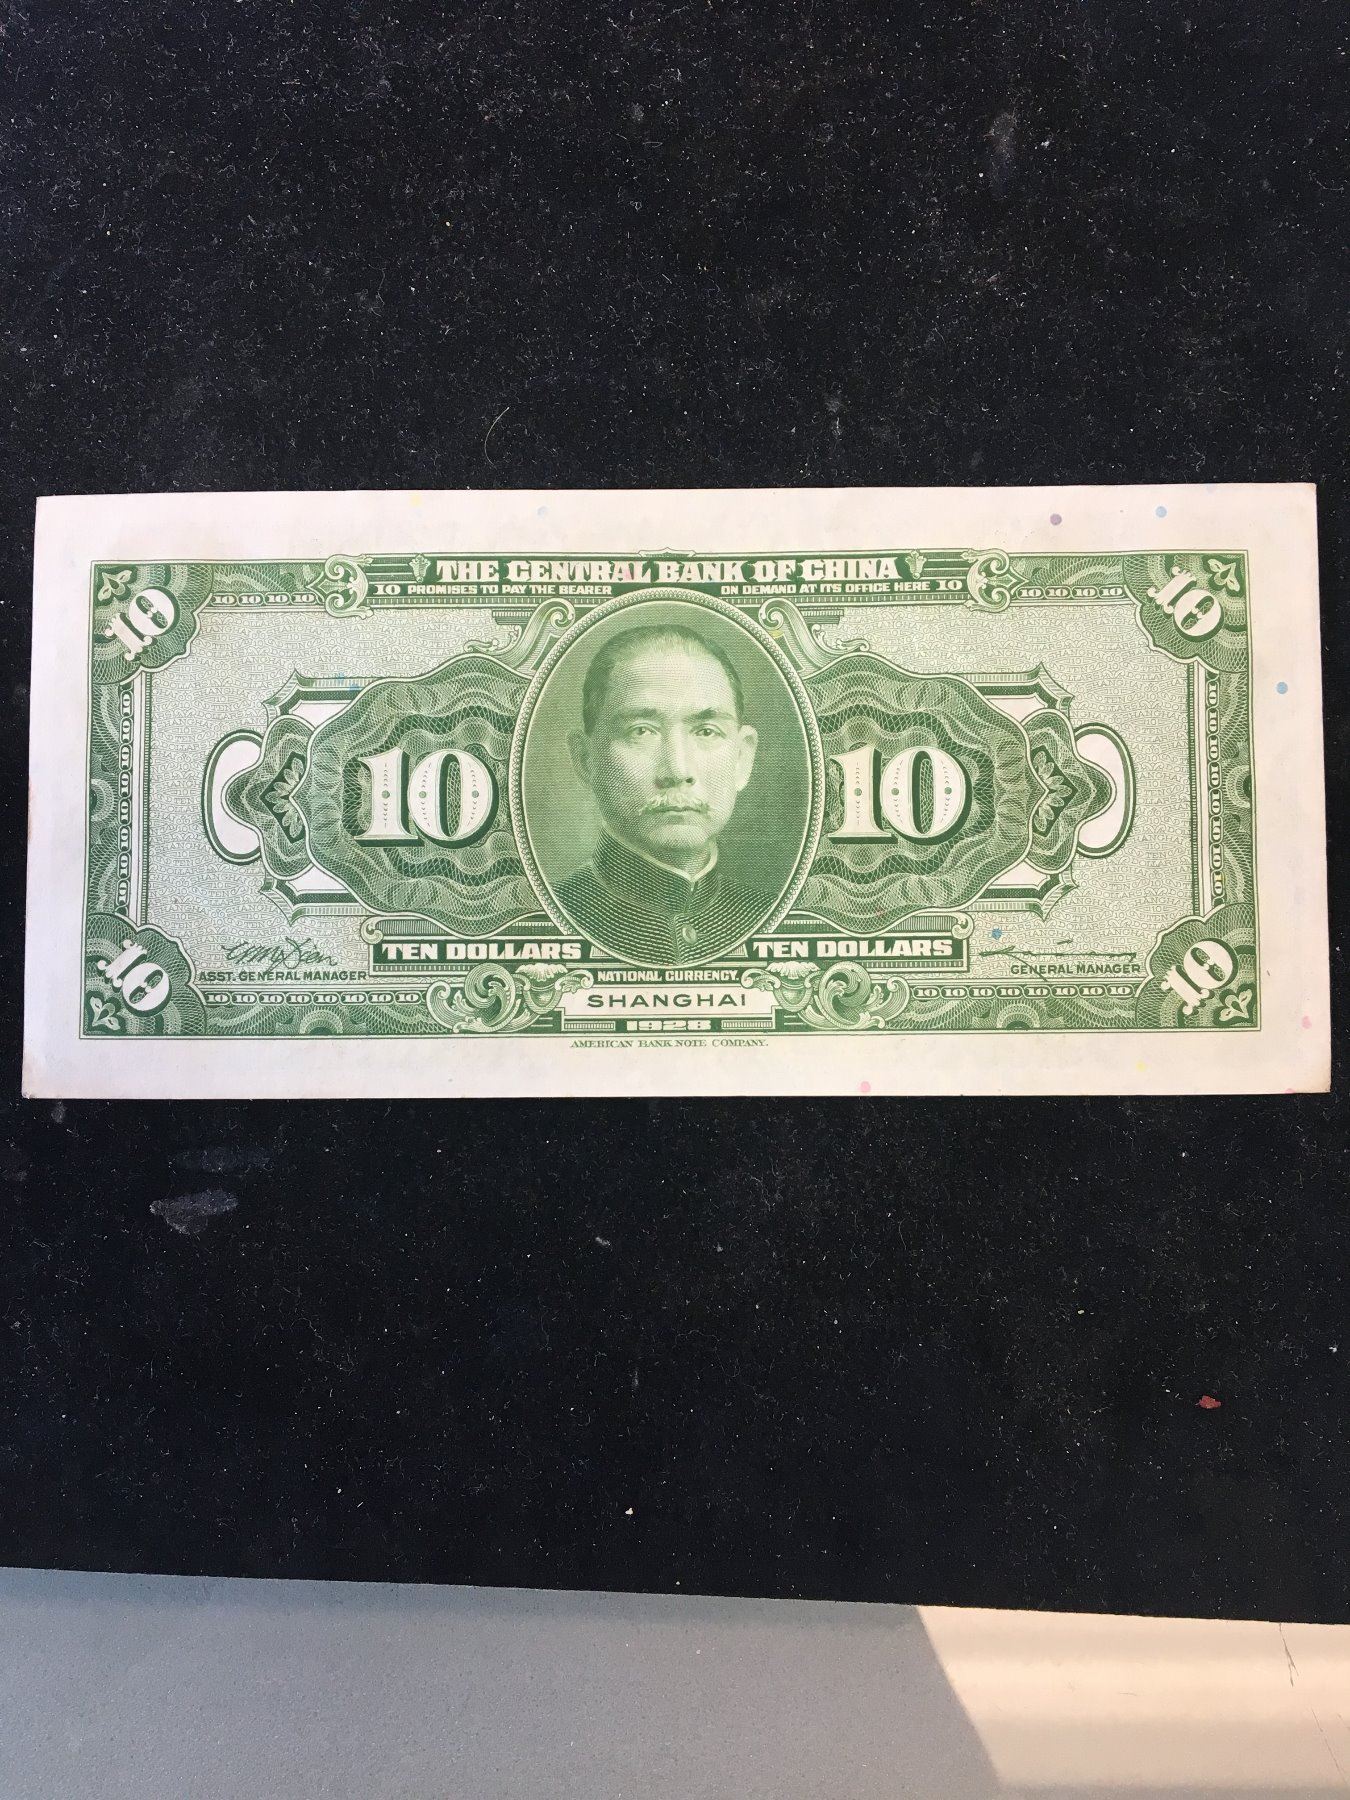 THE CENTRAL BANK OF CHINA
10 PROMISES TO PAY THE BEARER ON DEMAND AT ITS OFFICE HERE 10
10 10 10 10 10 10 10 10 10 10
10 10
10 10
TEN DOLLARS TEN DOLLARS
ASST. GENERAL MANAGER GENERAL MANAGER
NATIONAL CURRENCY.
10 10 10 10 10 10 10 10 10 10 10 10 10 10 10 10 10 10
SHANGHAI
1928
AMERICAN BANK NOTE COMPANY.